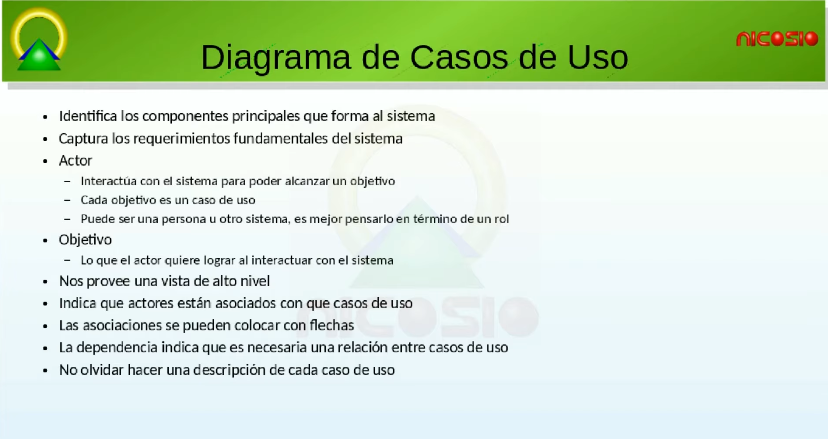 Diagrama de Casos de Uso
NICOSIO
• Identifica los componentes principales que forma al sistema
• Captura los requerimientos fundamentales del sistema
• Actor
– Interactúa con el sistema para poder alcanzar un objetivo
– Cada objetivo es un caso de uso
– Puede ser una persona u otro sistema, es mejor pensarlo en término de un rol
• Objetivo
– Lo que el actor quiere lograr al interactuar con el sistema
• Nos provee una vista de alto nivel
• Indica que actores están asociados con que casos de uso
• Las asociaciones se pueden colocar con flechas
• La dependencia indica que es necesaria una relación entre casos de uso
• No olvidar hacer una descripción de cada caso de uso
NICOSIO